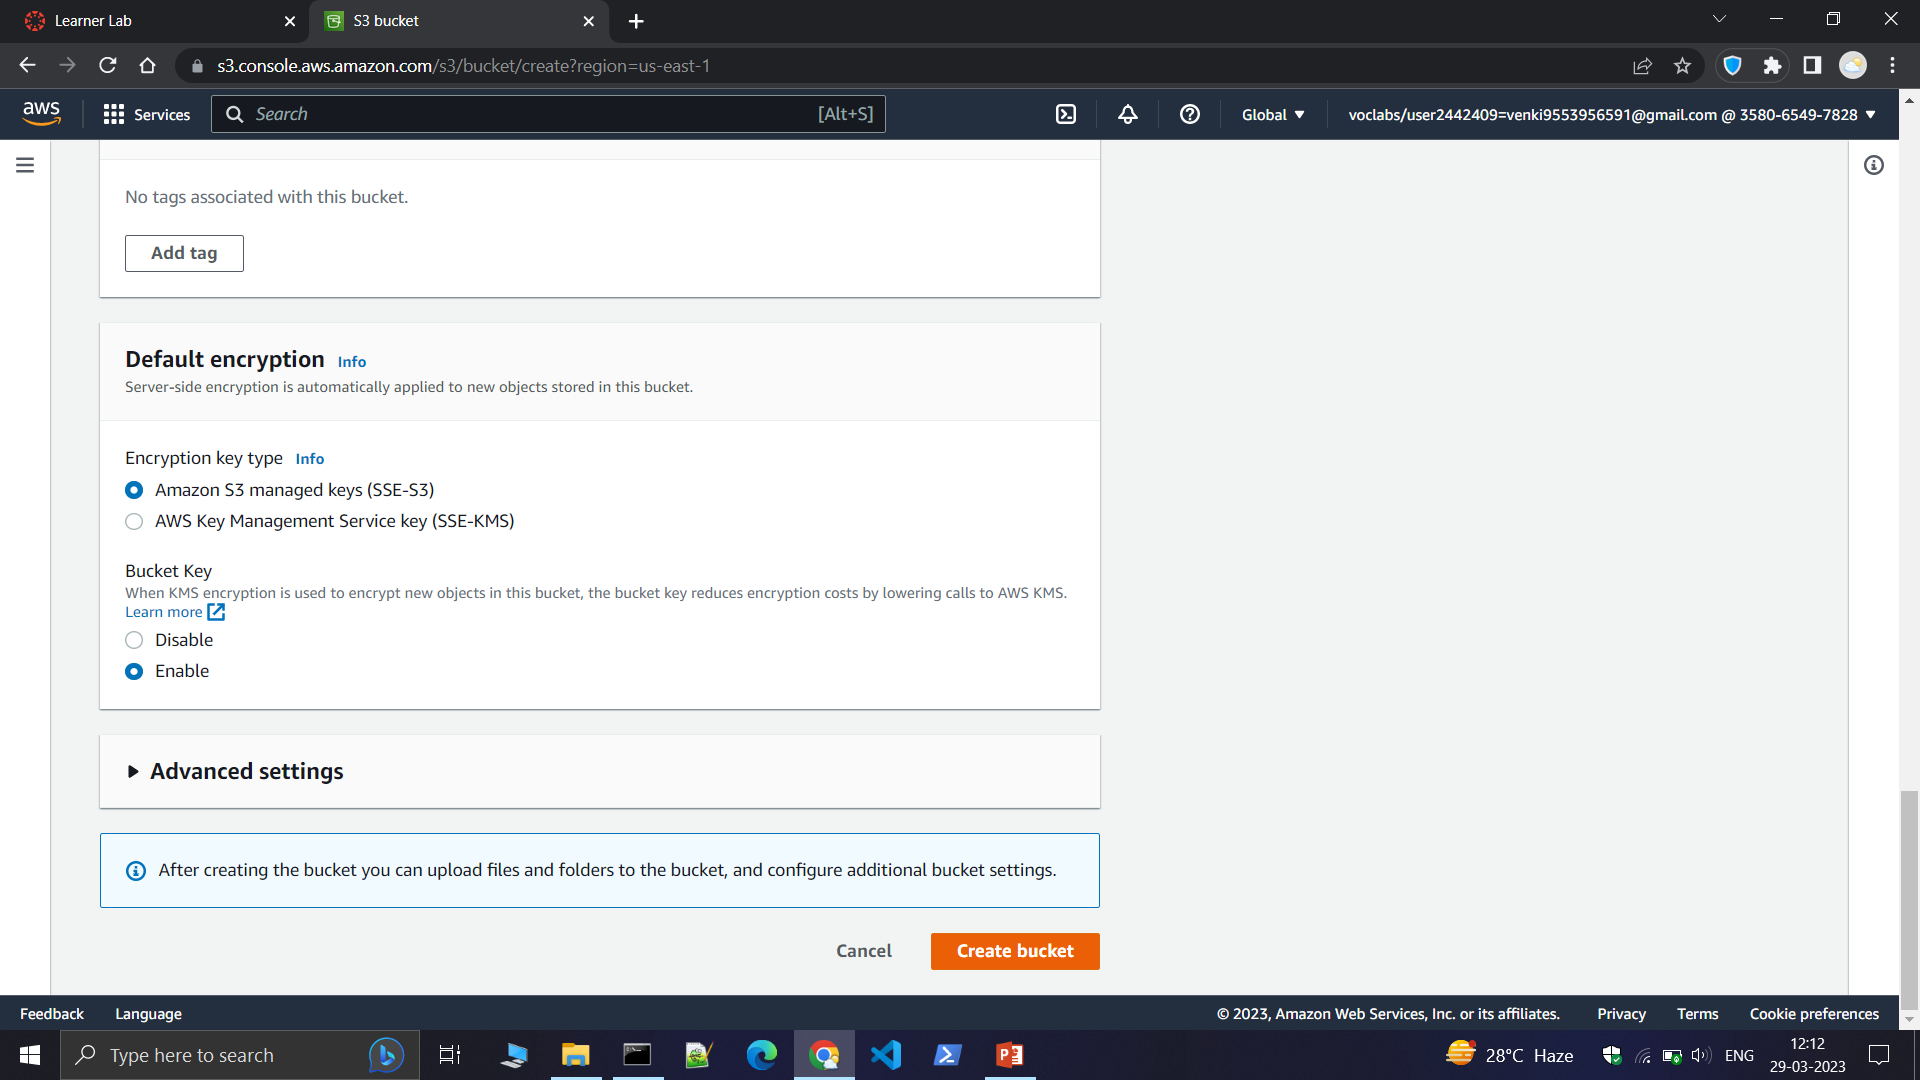 Learner Lab
S3 bucket
s3.console.aws.amazon.com/s3/bucket/create?region=us-east-1
aws
Services
Search
[Alt+S]
Global
voclabs/user2442409=venki9553956591@gmail.com @ 3580-6549-7828
No tags associated with this bucket.
Add tag
Default encryption Info
Server-side encryption is automatically applied to new objects stored in this bucket.
Encryption key type Info
Amazon S3 managed keys (SSE-S3)
AWS Key Management Service key (SSE-KMS)
Bucket Key
When KMS encryption is used to encrypt new objects in this bucket, the bucket key reduces encryption costs by lowering calls to AWS KMS.
Learn more
Disable
Enable
Advanced settings
After creating the bucket you can upload files and folders to the bucket, and configure additional bucket settings.
Cancel
Create bucket
Feedback
Language
© 2023, Amazon Web Services, Inc. or its affiliates.
Privacy
Terms
Cookie preferences
Type here to search
28°C Haze
ENG
12:12
29-03-2023